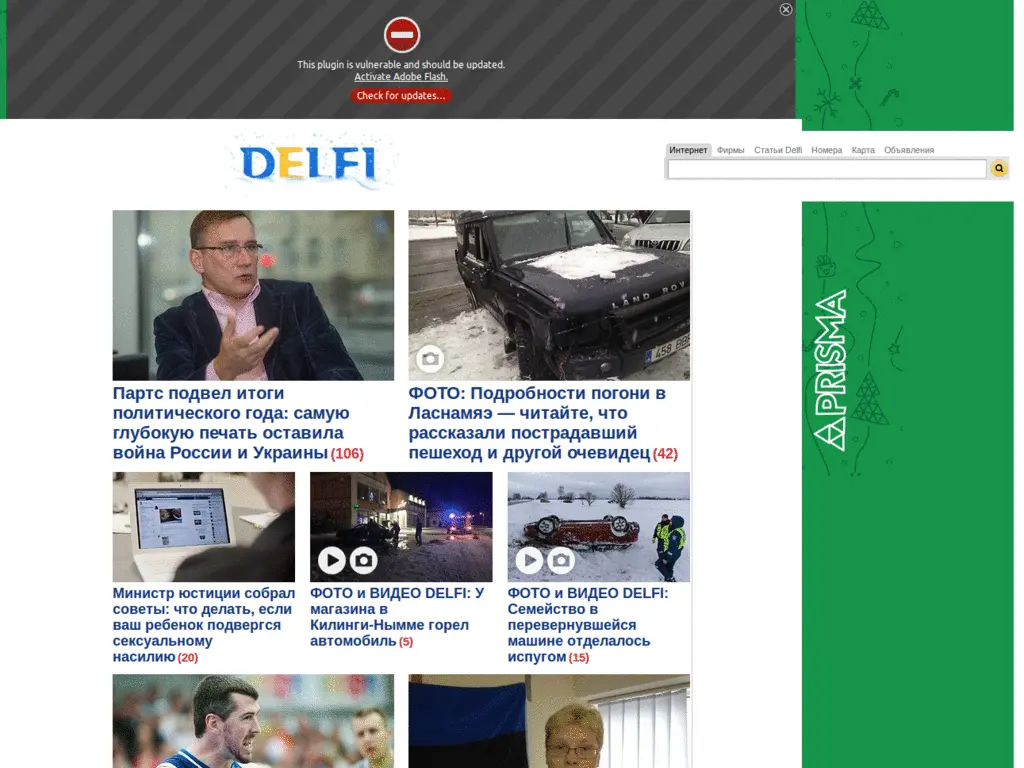 This plugin is vulnerable and should be updated.
Activate Adobe Flash.
Check for updates...
DELFI
Интернет Фирмы Статьи Delfi Номера Карта Объявления
PRISMA
LAND ROV
458
Партс подвел итоги
политического года: самую
глубокую печать оставила
война России и Украины (106)
ФОТО: Подробности погони в
Ласнамяэ — читайте, что
рассказали пострадавший
пешеход и другой очевидец (42)
Министр юстиции собрал
советы: что делать, если
ваш ребенок подвергся
сексуальному
насилию (20)
ФОТО и ВИДЕО DELFI: У
магазина в
Килинги-Нымме горел
автомобиль (5)
ФОТО и ВИДЕО DELFI:
Семейство в
перевернувшейся
машине отделалось
испугом (15)